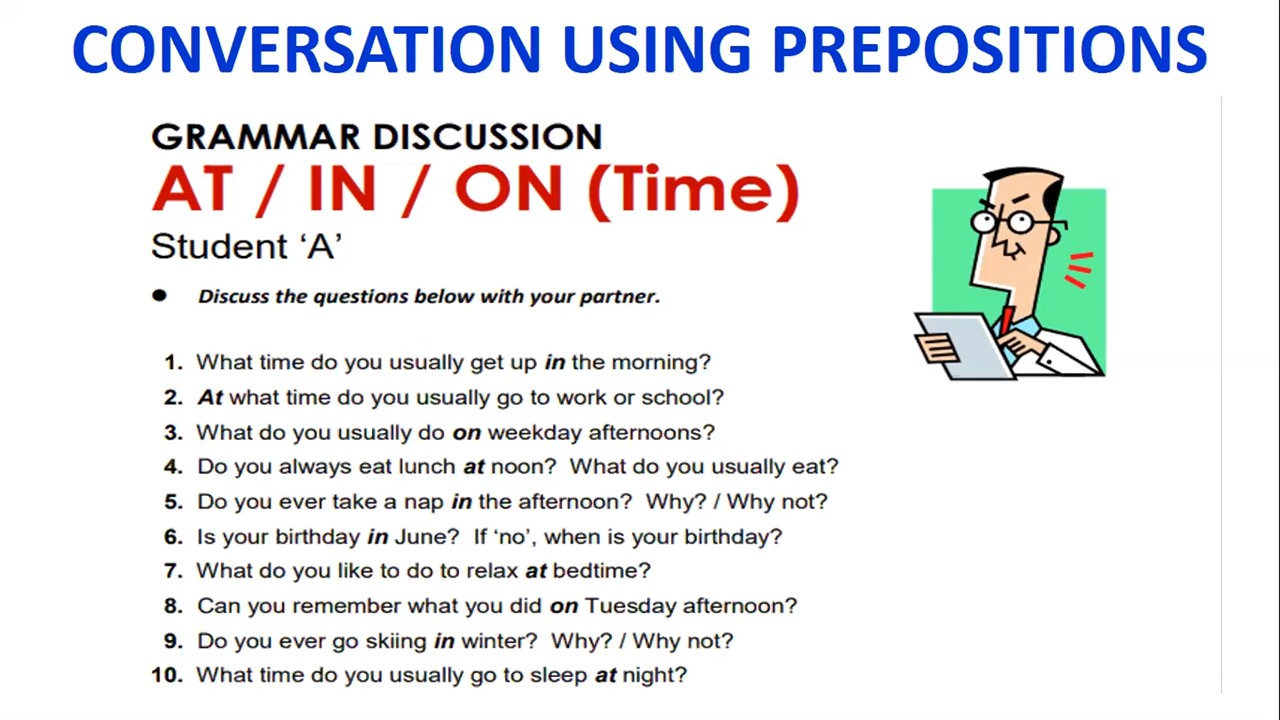 CONVERSATION USING PREPOSITIONS
GRAMMAR DISCUSSION
AT / IN / ON (Time)
Student ‘A’
● Discuss the questions below with your partner.
1. What time do you usually get up in the morning?
2. At what time do you usually go to work or school?
3. What do you usually do on weekday afternoons?
4. Do you always eat lunch at noon? What do you usually eat?
5. Do you ever take a nap in the afternoon? Why? / Why not?
6. Is your birthday in June? If ‘no’, when is your birthday?
7. What do you like to do to relax at bedtime?
8. Can you remember what you did on Tuesday afternoon?
9. Do you ever go skiing in winter? Why? / Why not?
10. What time do you usually go to sleep at night?